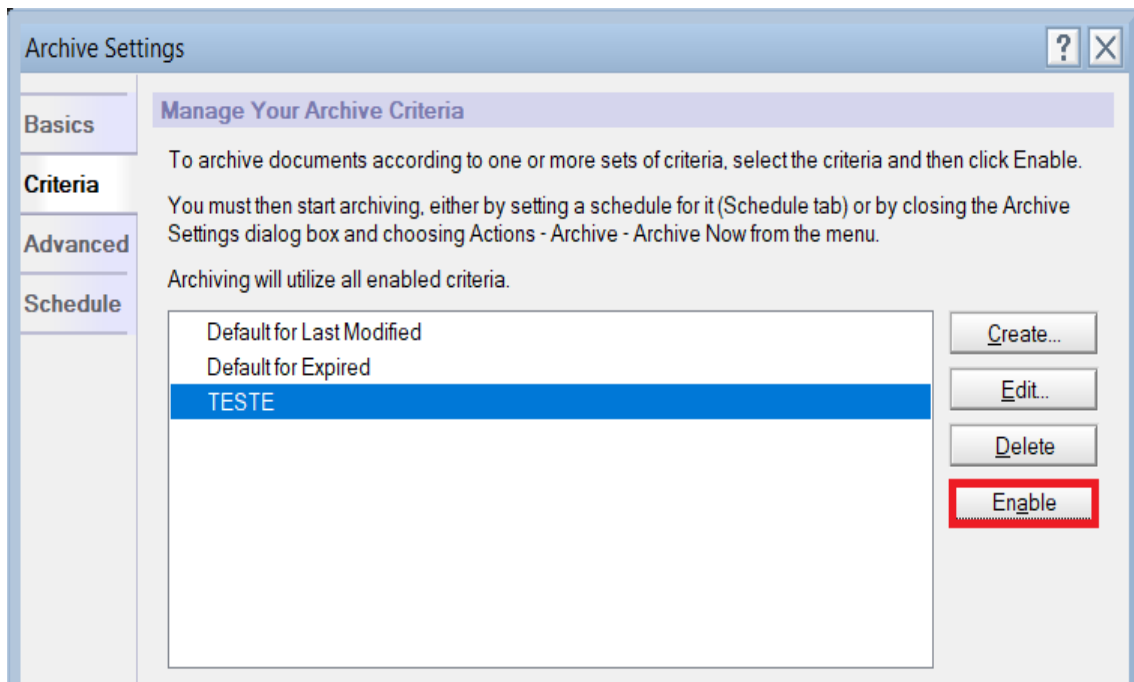 Archive Settings
?
Basics
Criteria
Advanced
Schedule
Manage Your Archive Criteria
To archive documents according to one or more sets of criteria, select the criteria and then click Enable.
You must then start archiving, either by setting a schedule for it (Schedule tab) or by closing the Archive
Settings dialog box and choosing Actions - Archive - Archive Now from the menu.
Archiving will utilize all enabled criteria.
Default for Last Modified
Default for Expired
TESTE
Create...
Edit...
Delete
Enable